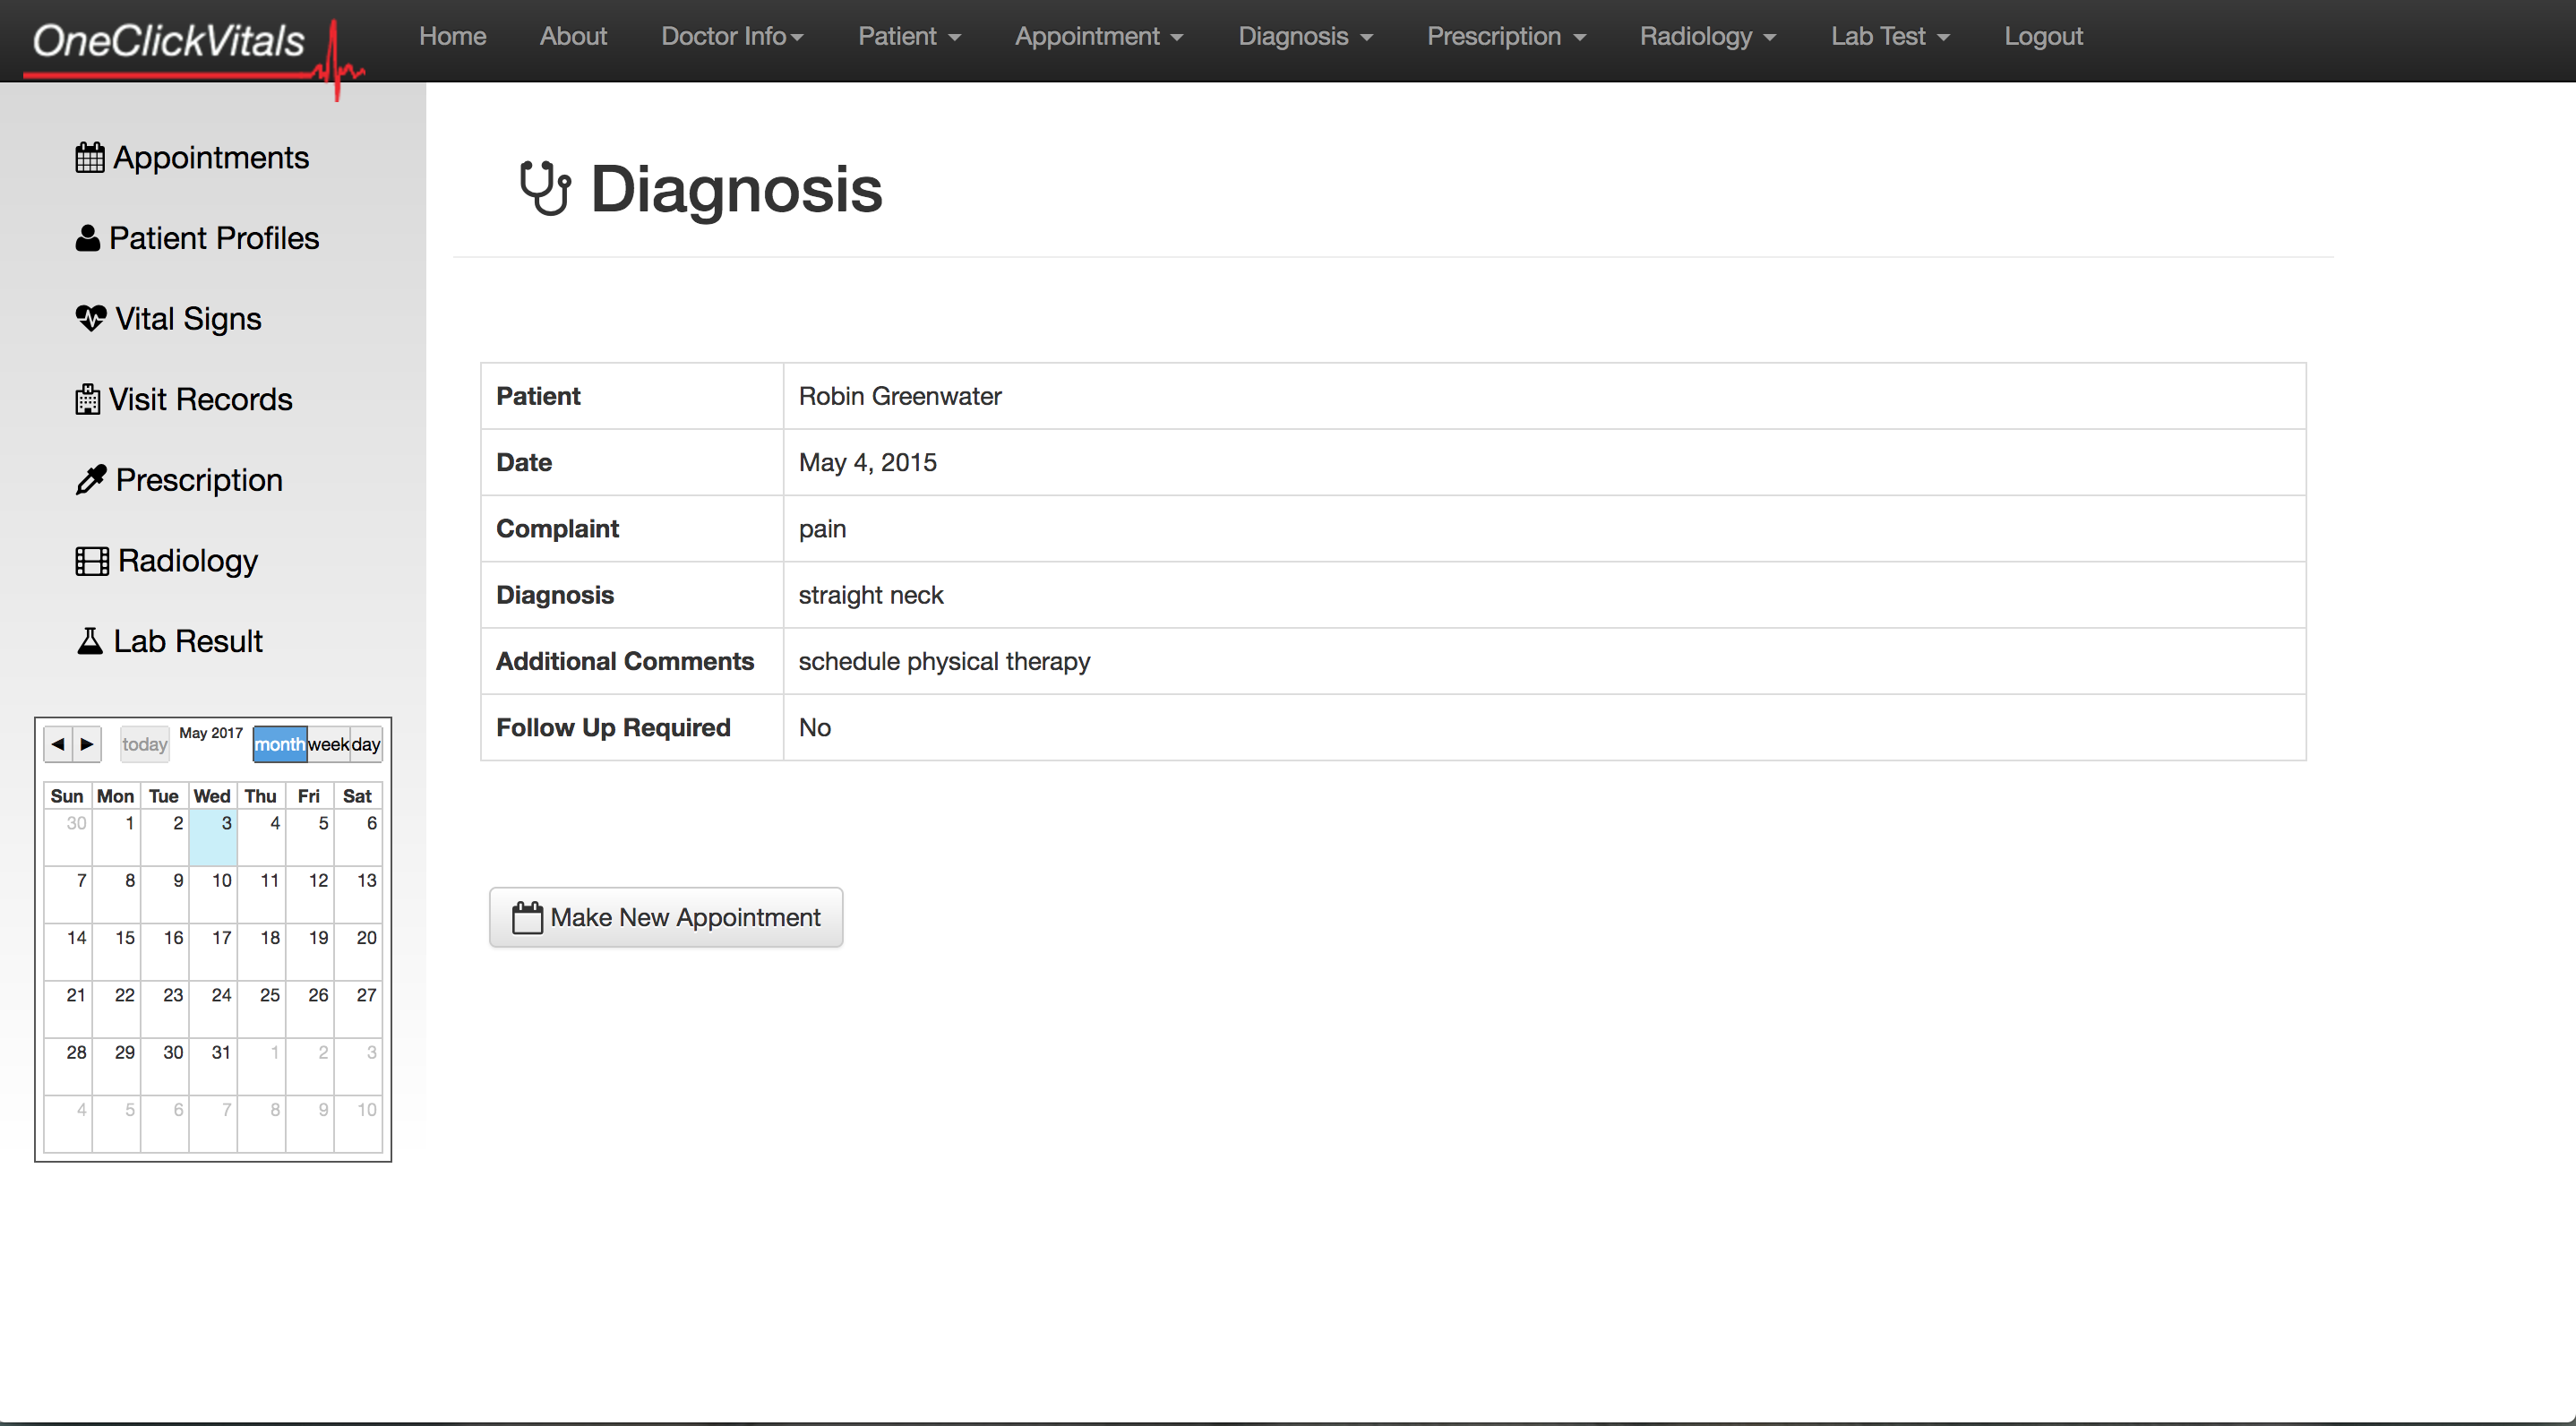 OneClickVitals
Home About Doctor Info Patient Appointment Diagnosis Prescription Radiology Lab Test Logout
Appointments
Patient Profiles
Vital Signs
Visit Records
Prescription
Radiology
Lab Result
today May 2017 month week day
Sun Mon Tue Wed Thu Fri Sat
30 1 2 3 4 5 6
7 8 9 10 11 12 13
14 15 16 17 18 19 20
21 22 23 24 25 26 27
28 29 30 31 1 2 3
4 5 6 7 8 9 10
Diagnosis
Patient Robin Greenwater
Date May 4, 2015
Complaint pain
Diagnosis straight neck
Additional Comments schedule physical therapy
Follow Up Required No
Make New Appointment